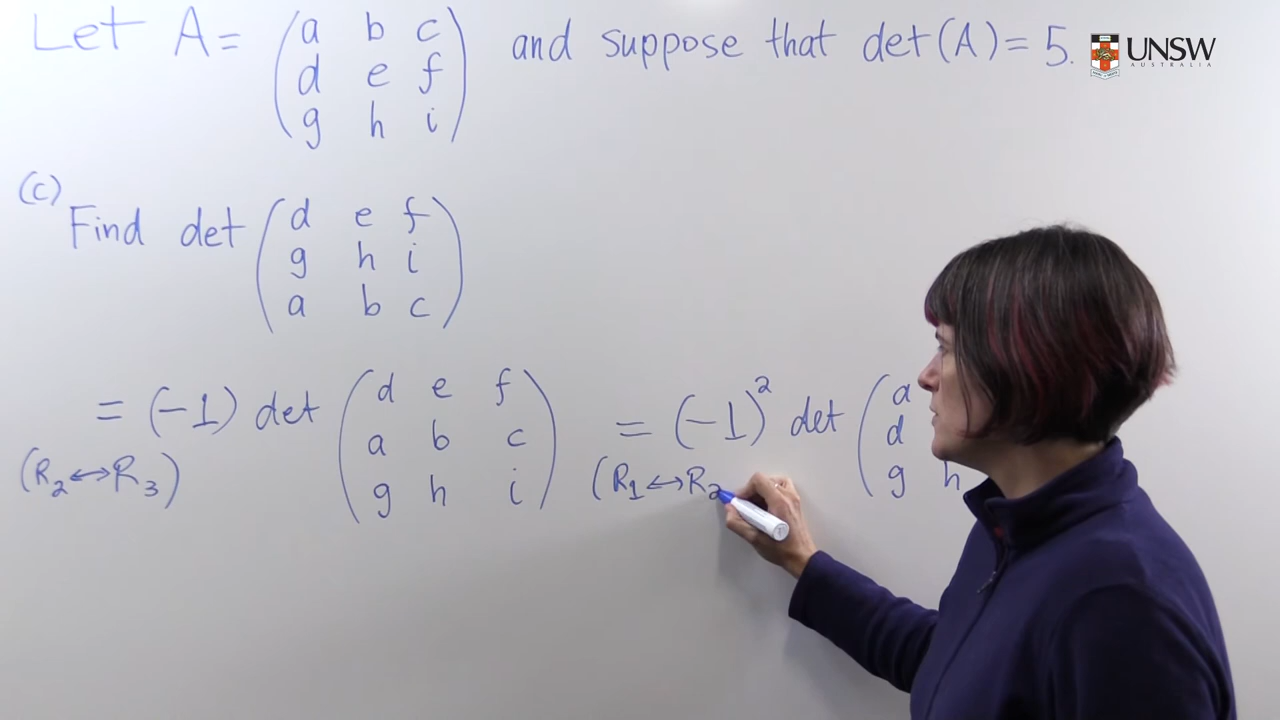 Let A = (a b c
d e f
g h i) and suppose that det(A) = 5.
UNSW
AUSTRALIA
(c)
Find det (d e f
g h i
a b c)
= (-1) det (d e f
a b c
g h i)
(R₂↔R₃)
= (-1)² det (a
d
g h
(R₁↔R₂